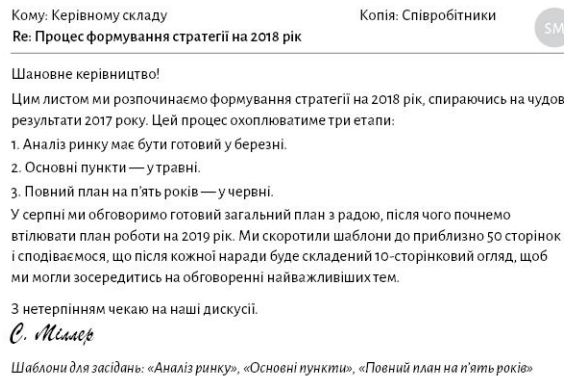 Кому: Керівному складу Копія: Співробітники
SM
Re: Процес формування стратегії на 2018 рік
Шановне керівництво!
Цим листом ми розпочинаємо формування стратегії на 2018 рік, спираючись на чудов
результати 2017 року. Цей процес охоплюватиме три етапи:
1. Аналіз ринку має бути готовий у березні.
2. Основні пункти — у травні.
3. Повний план на п'ять років — у червні.
У серпні ми обговоримо готовий загальний план з радою, після чого почнемо
втілювати план роботи на 2019 рік. Ми скоротили шаблони до приблизно 50 сторінок
і сподіваємося, що після кожної наради буде складений 10-сторінковий огляд, щоб
ми могли зосередитись на обговоренні найважливіших тем.
З нетерпінням чекаю на наші дискусії.
С. Міллер
Шаблони для засідань: «Аналіз ринку», «Основні пункти», «Повний план на п'ять років»